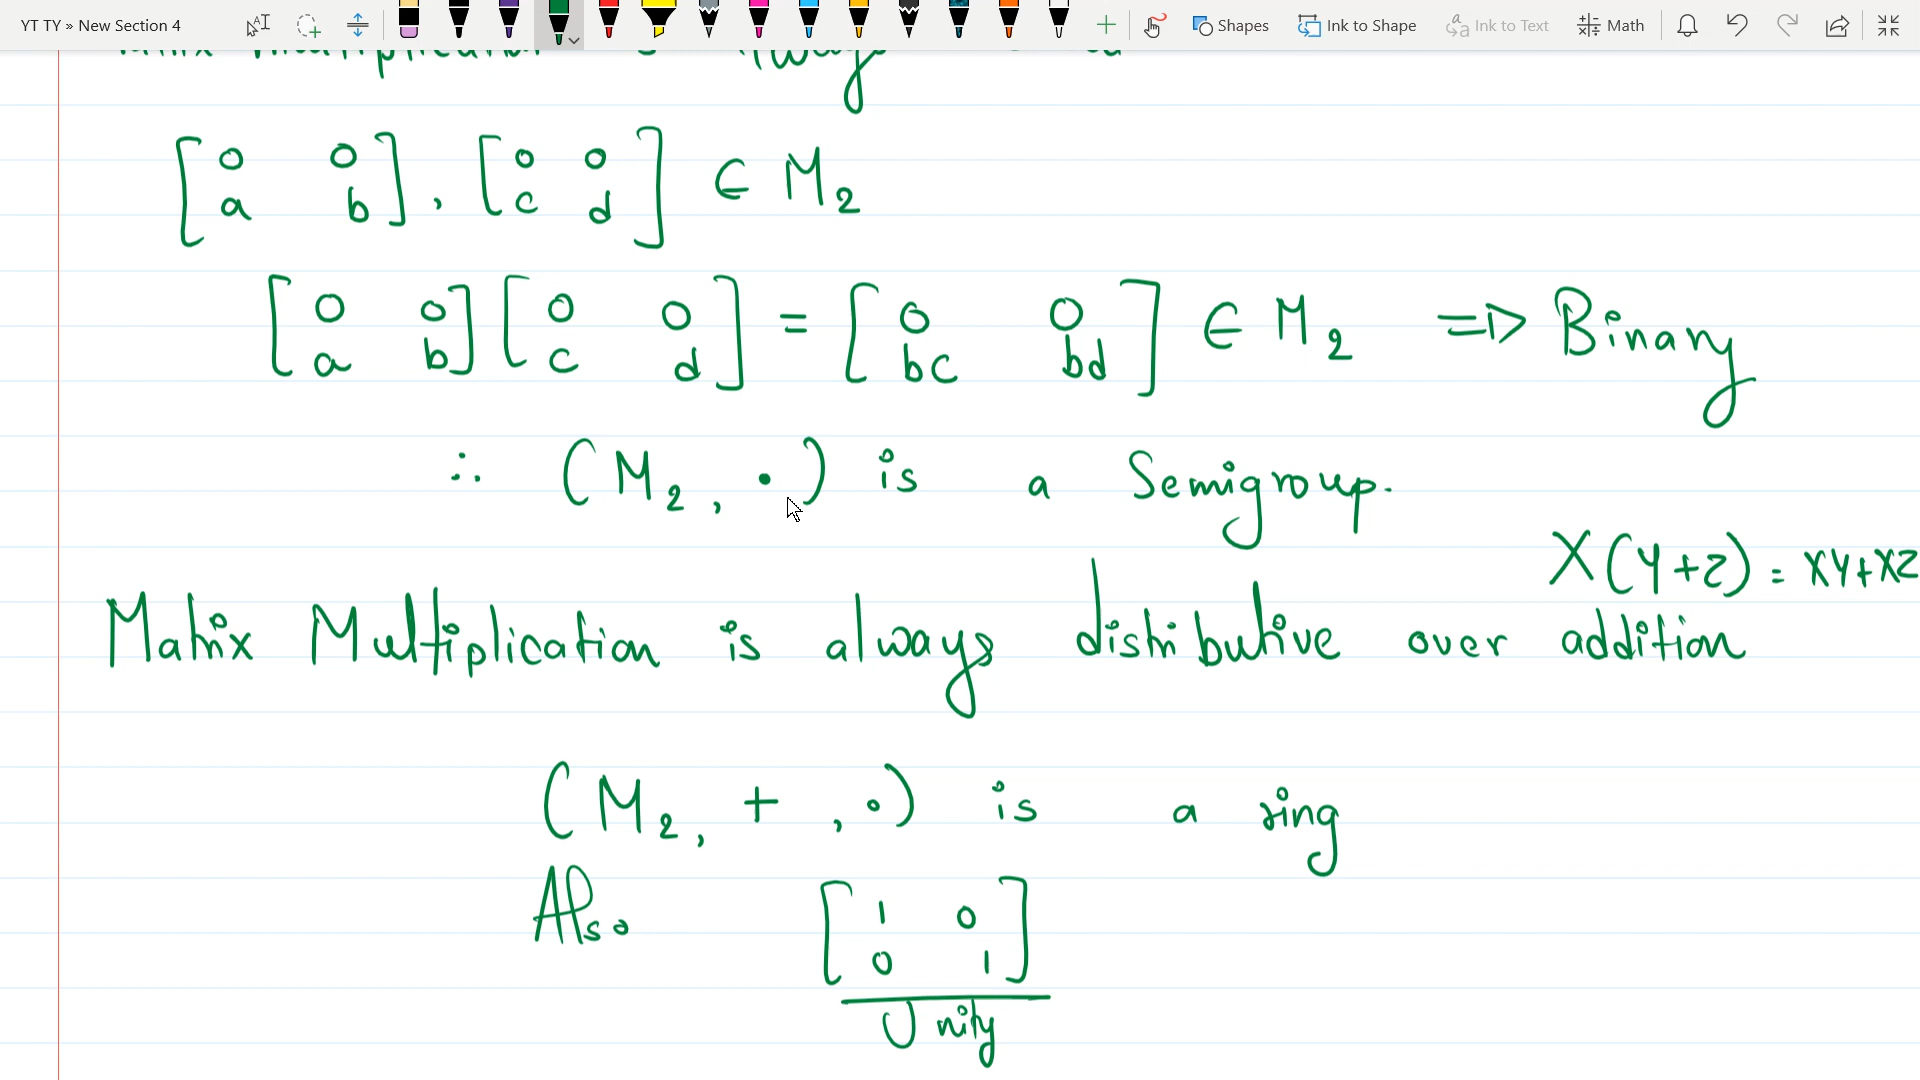 YT TY » New Section 4 Shapes Ink to Shape Ink to Text Math
[0 0; a b], [0 0; c d] ∈ M₂
[0 0; a b] [0 0; c d] = [0 0; bc bd] ∈ M₂ => Binary
∴ (M₂, •) is a Semigroup.
X(Y+Z) = XY+XZ
Matrix Multiplication is always distributive over addition
(M₂, +, •) is a ring
Also [1 0; 0 1]
Unity